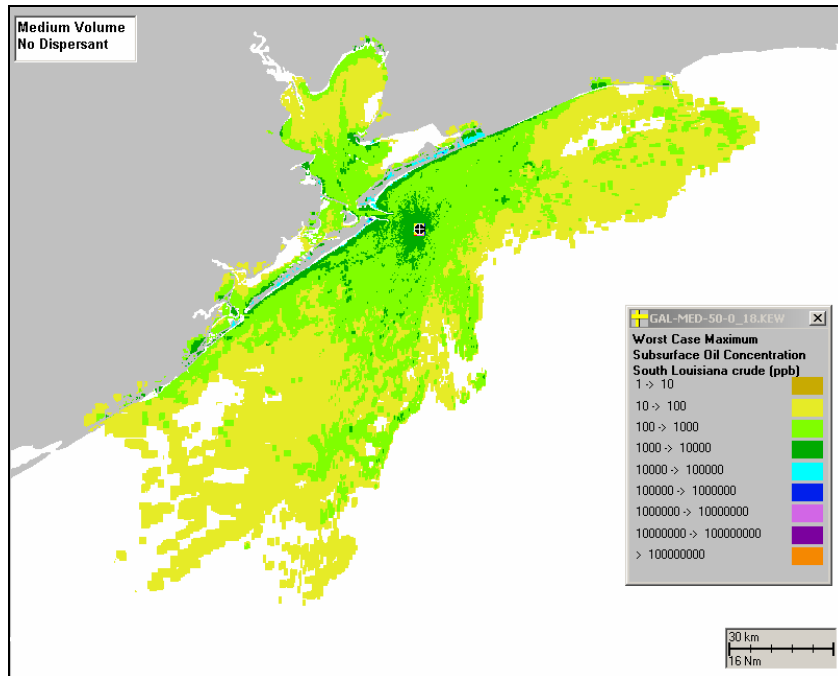 Medium Volume
No Dispersant
GAL-MED-50-0_18.KEW
Worst Case Maximum
Subsurface Oil Concentration
South Louisiana crude (ppb)
1 -> 10
10 -> 100
100 -> 1000
1000 -> 10000
10000 -> 100000
100000 -> 1000000
1000000 -> 10000000
10000000 -> 100000000
> 100000000
30 km
16 Nm